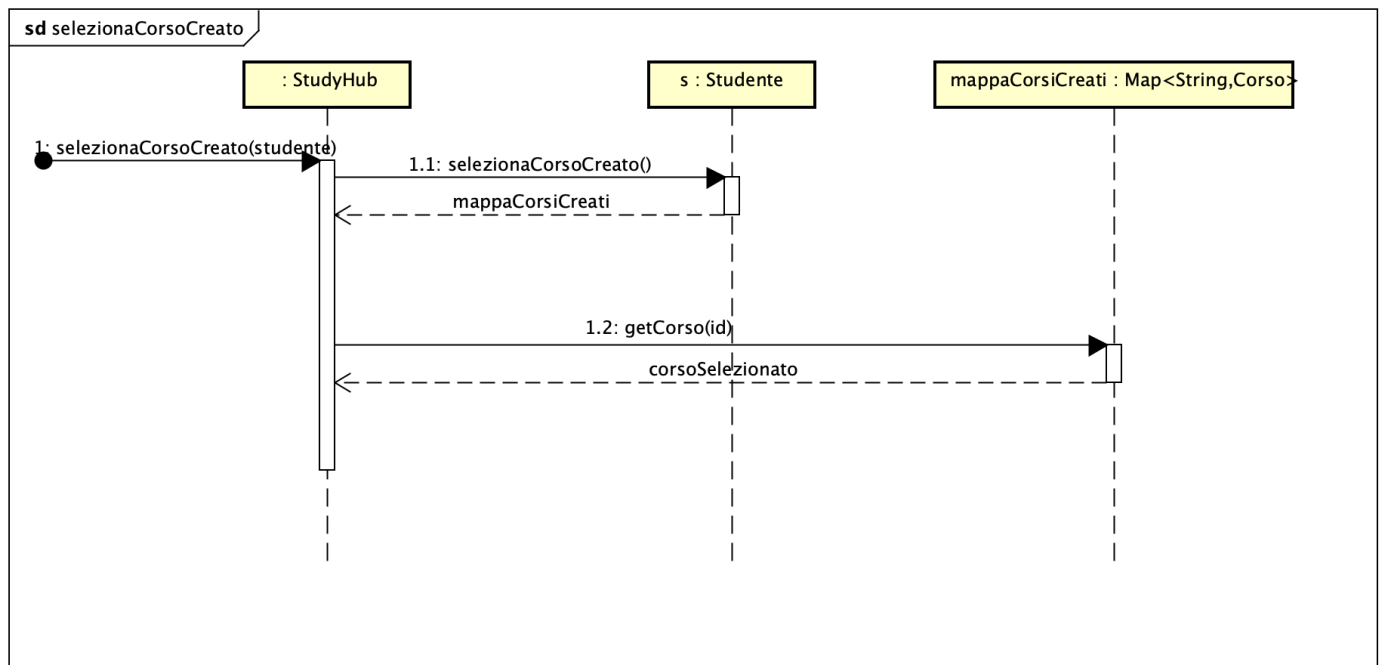 sd selezionaCorsoCreato
: StudyHub
s : Studente
mappaCorsiCreati : Map<String,Corso>
1: selezionaCorsoCreato(studente)
1.1: selezionaCorsoCreato()
mappaCorsiCreati
1.2: getCorso(id)
corsoSelezionato